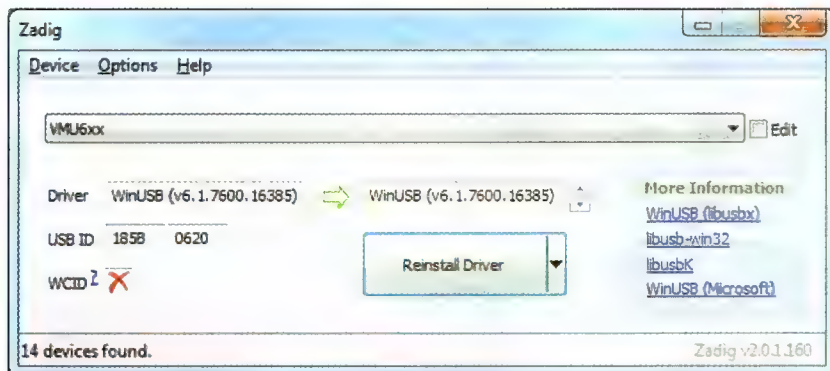 Zadig
Device Options Help
VMU6xx
Edit
Driver WinUSB (v6.1.7600.16385) WinUSB (v6.1.7600.16385)
More Information
WinUSB (libusbx)
USB ID 185B 0620
libusb-win32
Reinstall Driver
libusbK
WCID ?
WinUSB (Microsoft)
14 devices found.
Zadig v2.0.1.160